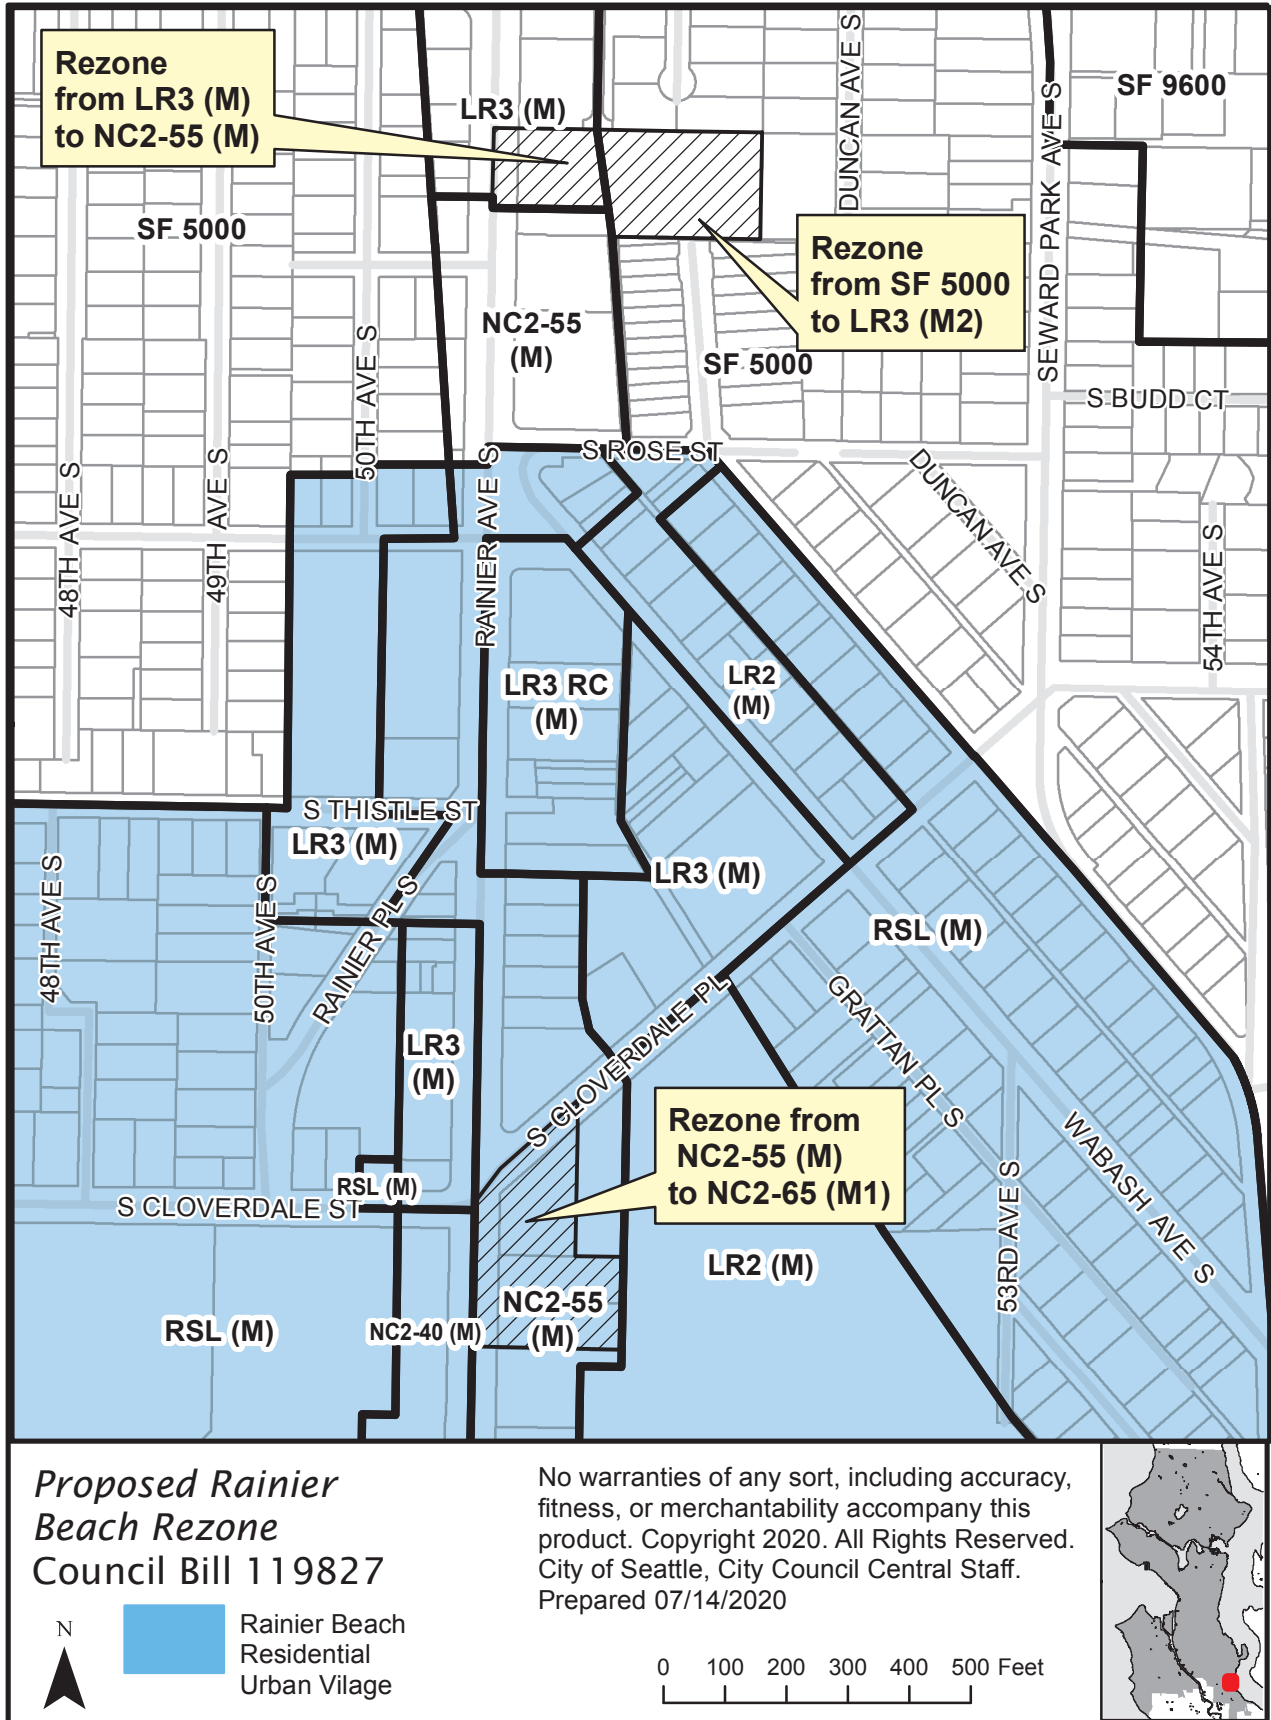 Rezone
from LR3 (M)
to NC2-55 (M)
LR3 (M)
DUNCAN AVE S
SEWARD PARK AVE S
SF 9600
SF 5000
Rezone
from SF 5000
to LR3 (M2)
50TH AVE S
NC2-55
(M)
SF 5000
S BUDD CT
S ROSE ST
48TH AVE S
49TH AVE S
RAINIER AVE S
DUNCAN AVE S
54TH AVE S
LR3 RC
(M)
LR2
(M)
S THISTLE ST
LR3 (M)
LR3 (M)
48TH AVE S
50TH AVE S
RAINIER PL S
RSL (M)
LR3
(M)
S CLOVERDALE PL
GRATTAN PL S
WABASH AVE S
53RD AVE S
Rezone from
NC2-55 (M)
to NC2-65 (M1)
RSL (M)
S CLOVERDALE ST
LR2 (M)
RSL (M)
NC2-40 (M)
NC2-55
(M)
Proposed Rainier
Beach Rezone
Council Bill 119827
N
Rainier Beach
Residential
Urban Vilage
No warranties of any sort, including accuracy,
fitness, or merchantability accompany this
product. Copyright 2020. All Rights Reserved.
City of Seattle, City Council Central Staff.
Prepared 07/14/2020
0 100 200 300 400 500 Feet